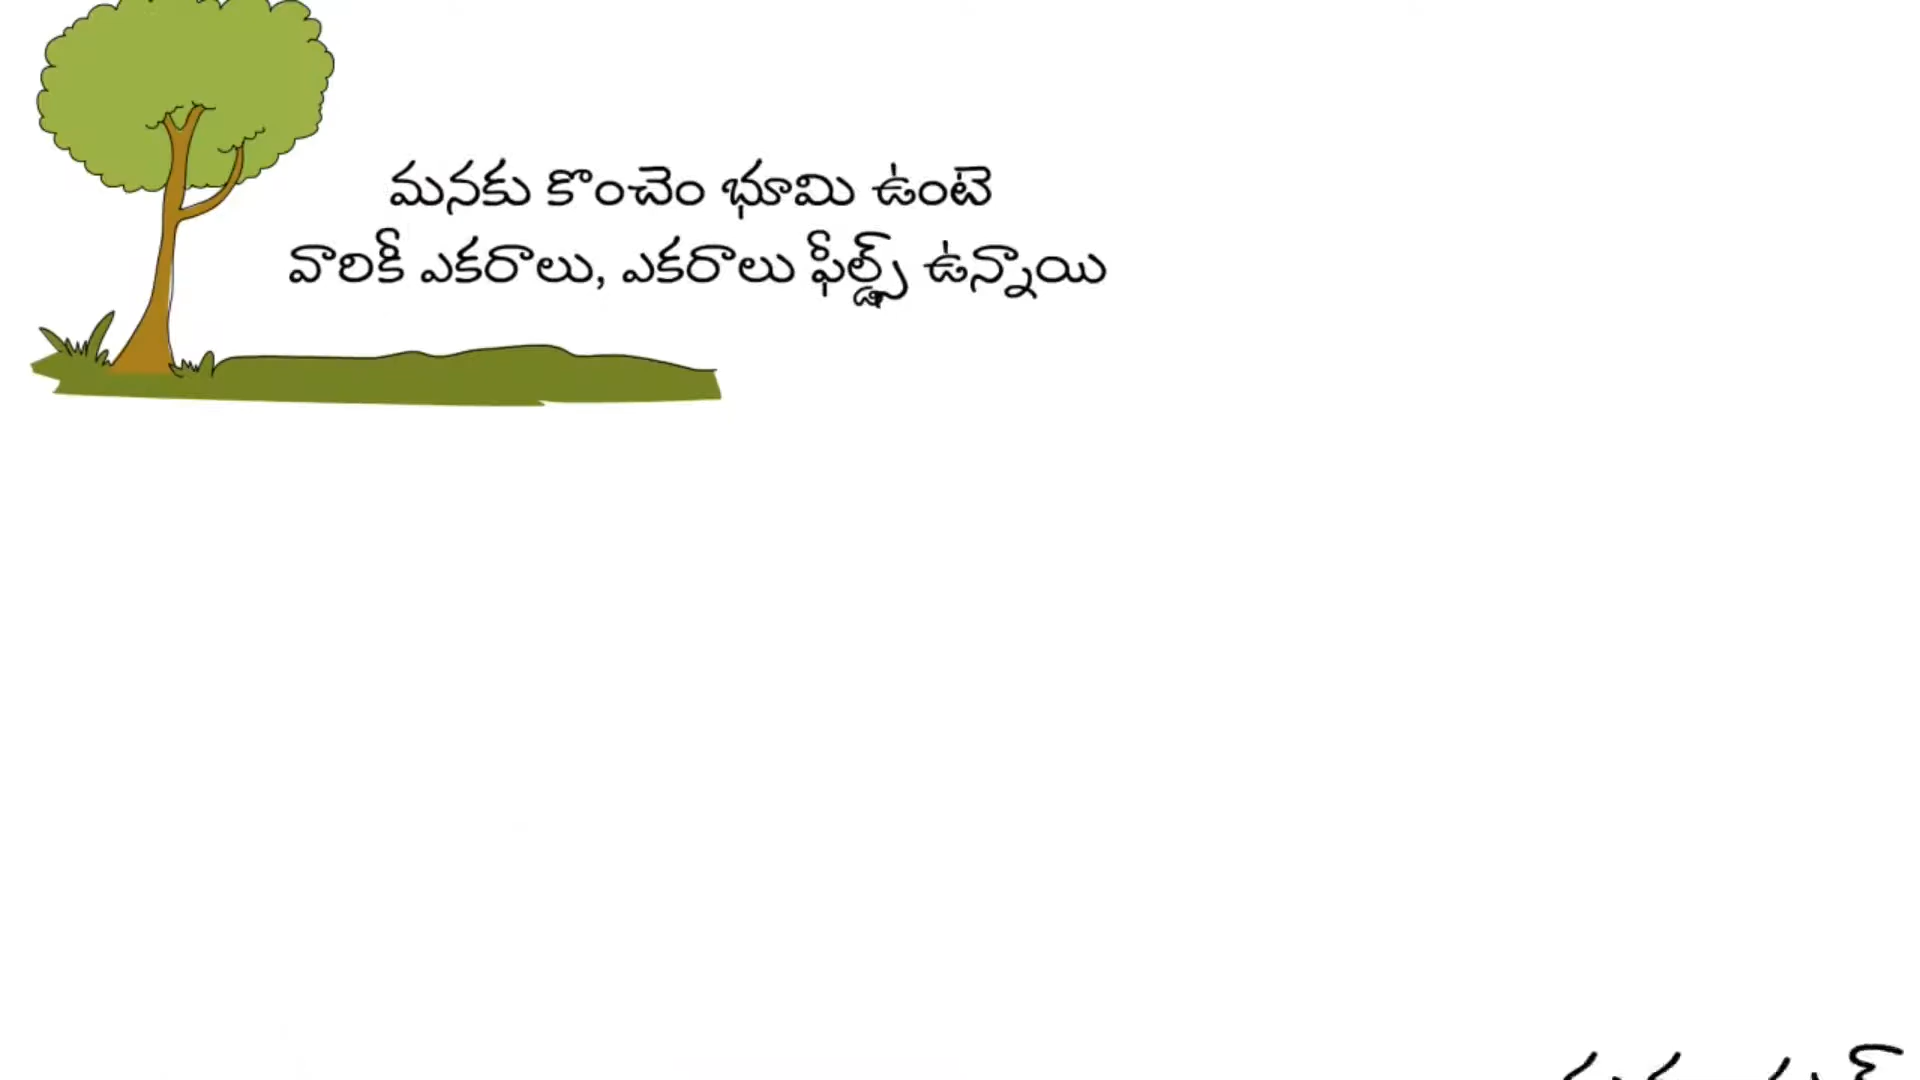 మనకు కొంచెం భూమి ఉంటె
వారికీ ఎకరాలు, ఎకరాలు ఫీల్డ్స్ ఉన్నాయి